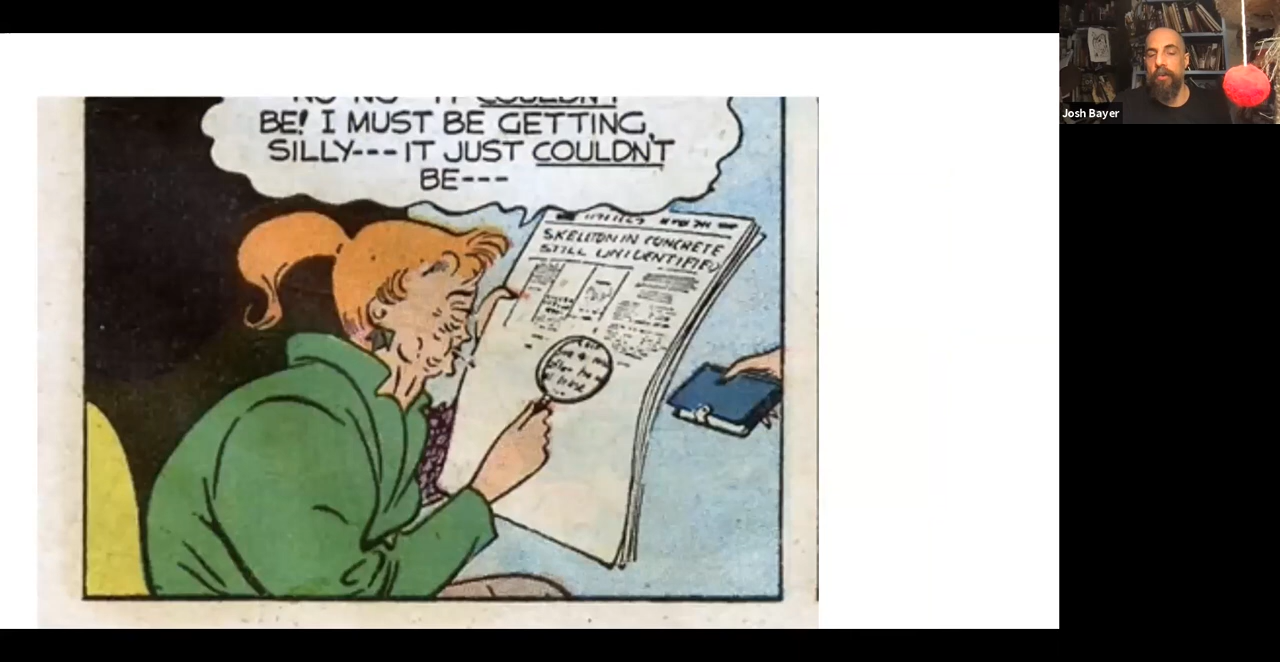 BE! I MUST BE GETTING,
SILLY---IT JUST COULDN'T
BE---
SKELETON IN CONCRETE
STILL UNIDENTIFIED
Josh Bayer